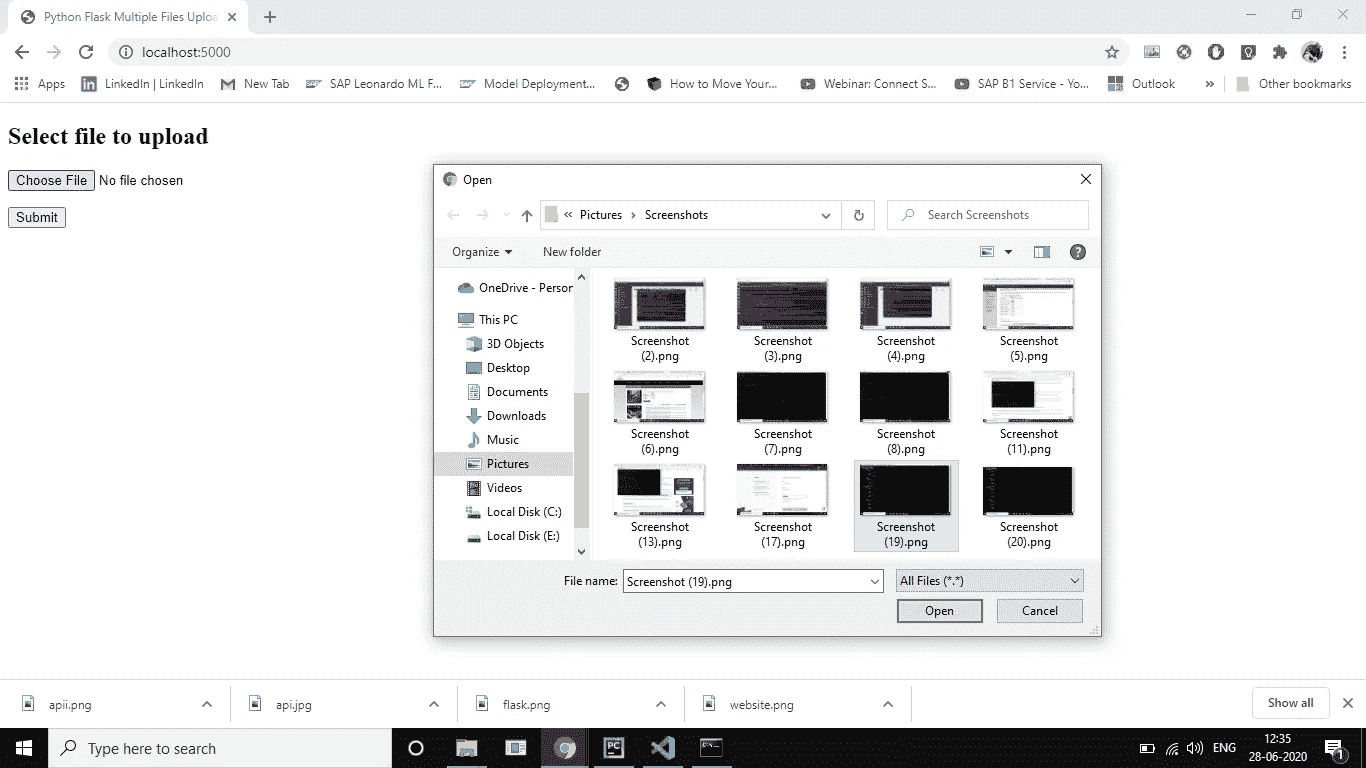 Python Flask Multiple Files Uploa
localhost:5000
Apps
LinkedIn | LinkedIn
New Tab
SAP Leonardo ML F...
Model Deployment...
How to Move Your...
Webinar: Connect S...
SAP B1 Service - Yo...
Outlook
»
Other bookmarks
Select file to upload
Choose File No file chosen
Submit
Open
« Pictures › Screenshots
Search Screenshots
Organize
New folder
OneDrive - Person
This PC
3D Objects
Desktop
Documents
Downloads
Music
Pictures
Videos
Local Disk (C:)
Local Disk (E:)
Screenshot
(2).png
Screenshot
(3).png
Screenshot
(4).png
Screenshot
(5).png
Screenshot
(6).png
Screenshot
(7).png
Screenshot
(8).png
Screenshot
(11).png
Screenshot
(13).png
Screenshot
(17).png
Screenshot
(19).png
Screenshot
(20).png
File name: Screenshot (19).png
All Files (*.*)
Open
Cancel
apii.png
api.jpg
flask.png
website.png
Show all
Type here to search
PC
ENG
12:35
28-06-2020
1